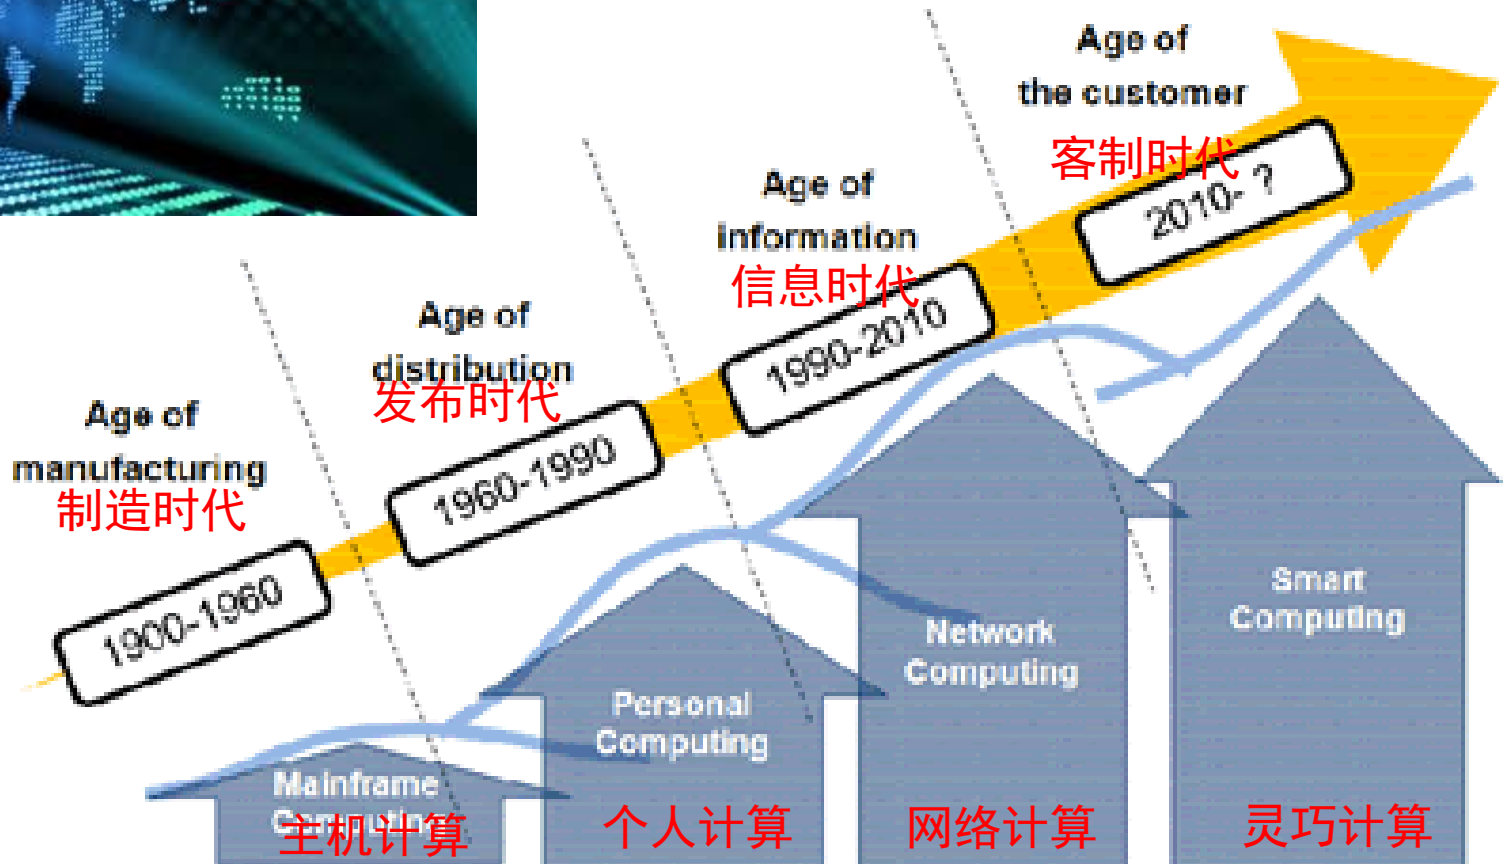 Age of
the customer
客制时代
2010- ?
Age of
information
信息时代
1990-2010
Age of
distribution
发布时代
1960-1990
Age of
manufacturing
制造时代
1900-1960
Smart
Computing
灵巧计算
Network
Computing
网络计算
Personal
Computing
个人计算
Mainframe
Computing
主机计算